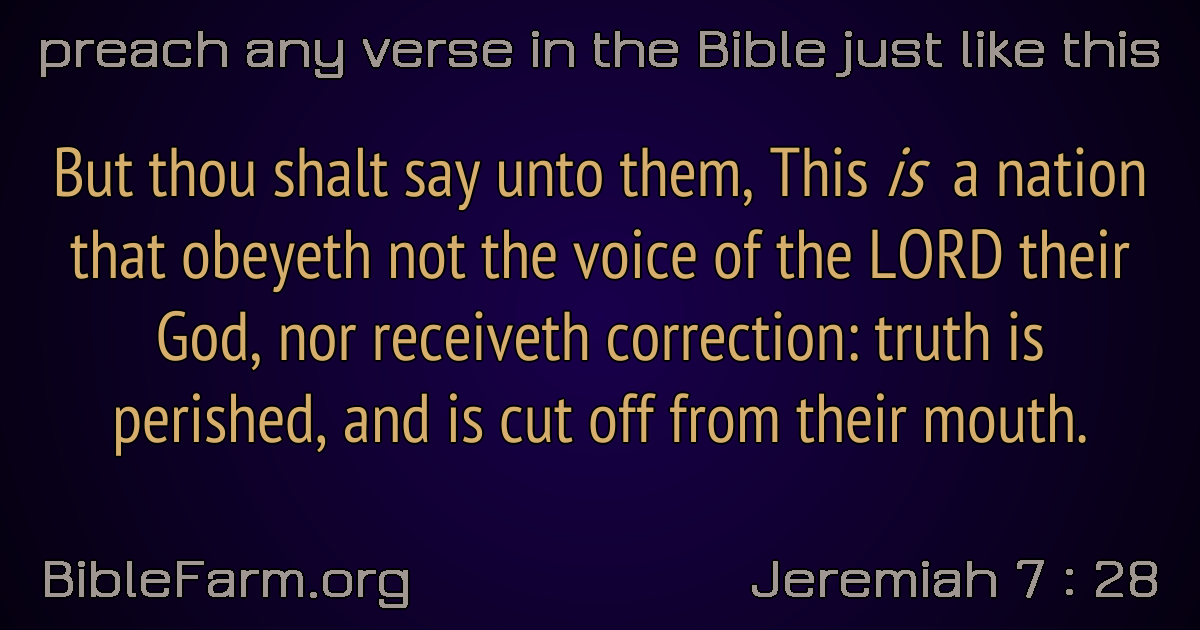 preach any verse in the Bible just like this
But thou shalt say unto them, This is a nation
that obeyeth not the voice of the LORD their
God, nor receiveth correction: truth is
perished, and is cut off from their mouth.
BibleFarm.org
Jeremiah 7 : 28